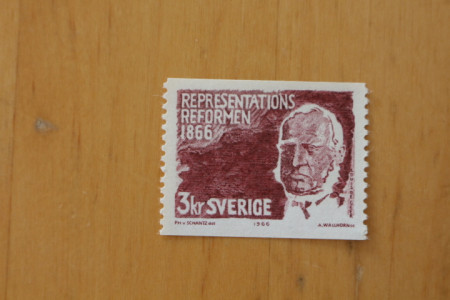 REPRESENTATIONS
REFORMEN
1866
3kr SVERIGE
1966